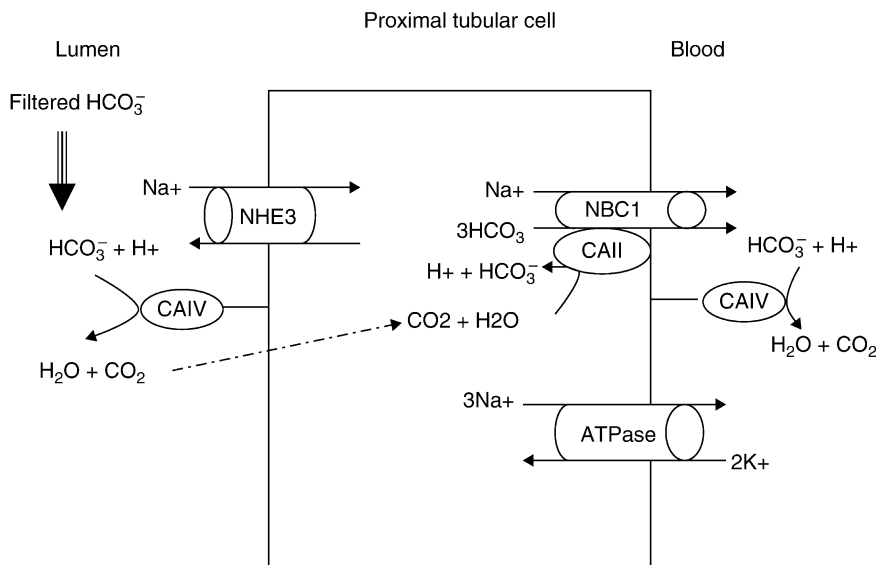 Proximal tubular cell
Lumen
Blood
Filtered HCO₃⁻
Na+
NHE3
HCO₃⁻ + H+
CAIV
H₂O + CO₂
Na+
NBC1
3HCO₃
CAII
H+ + HCO₃⁻
CO2 + H2O
HCO₃⁻ + H+
CAIV
H₂O + CO₂
3Na+
ATPase
2K+